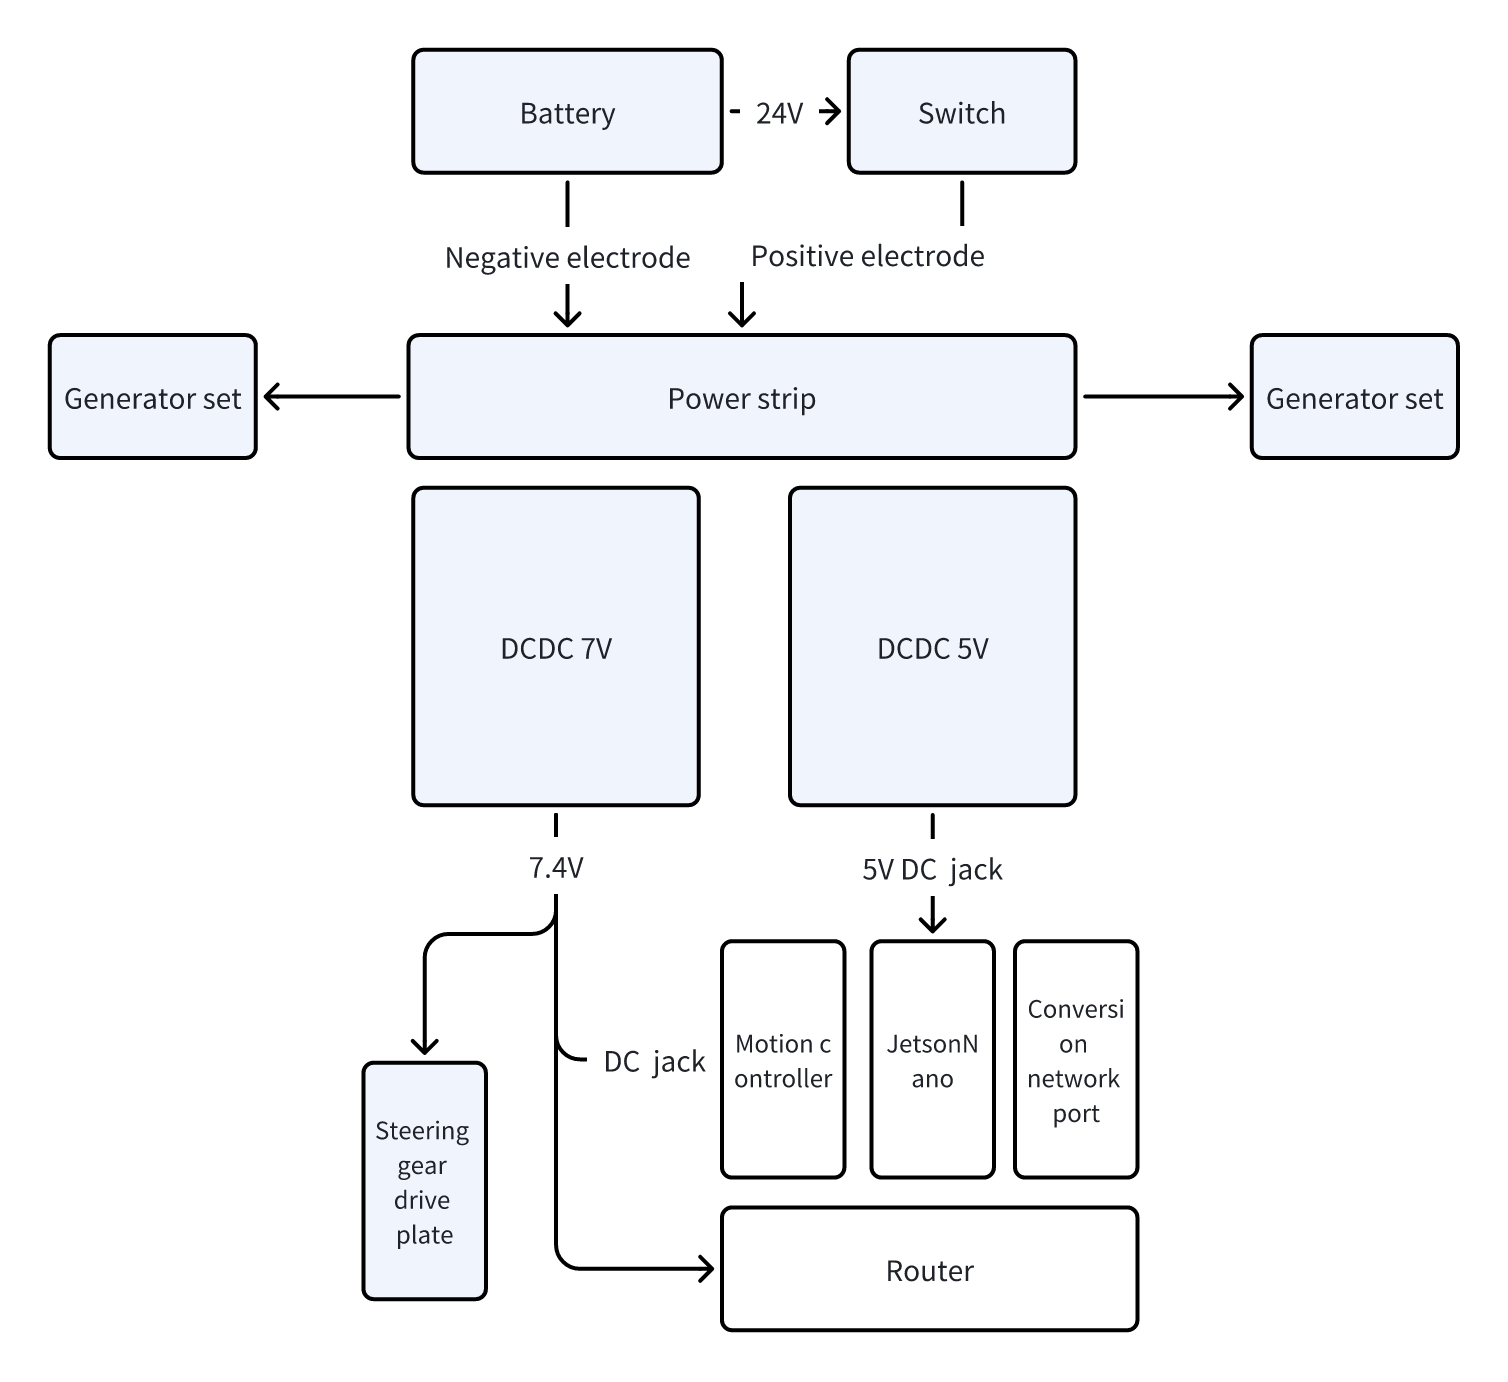 Battery
24V
Switch
Negative electrode
Positive electrode
Generator set
Power strip
Generator set
DCDC 7V
DCDC 5V
7.4V
5V DC jack
Steering
gear
drive
plate
DC jack
Motion c
ontroller
JetsonN
ano
Conversi
on
network
port
Router